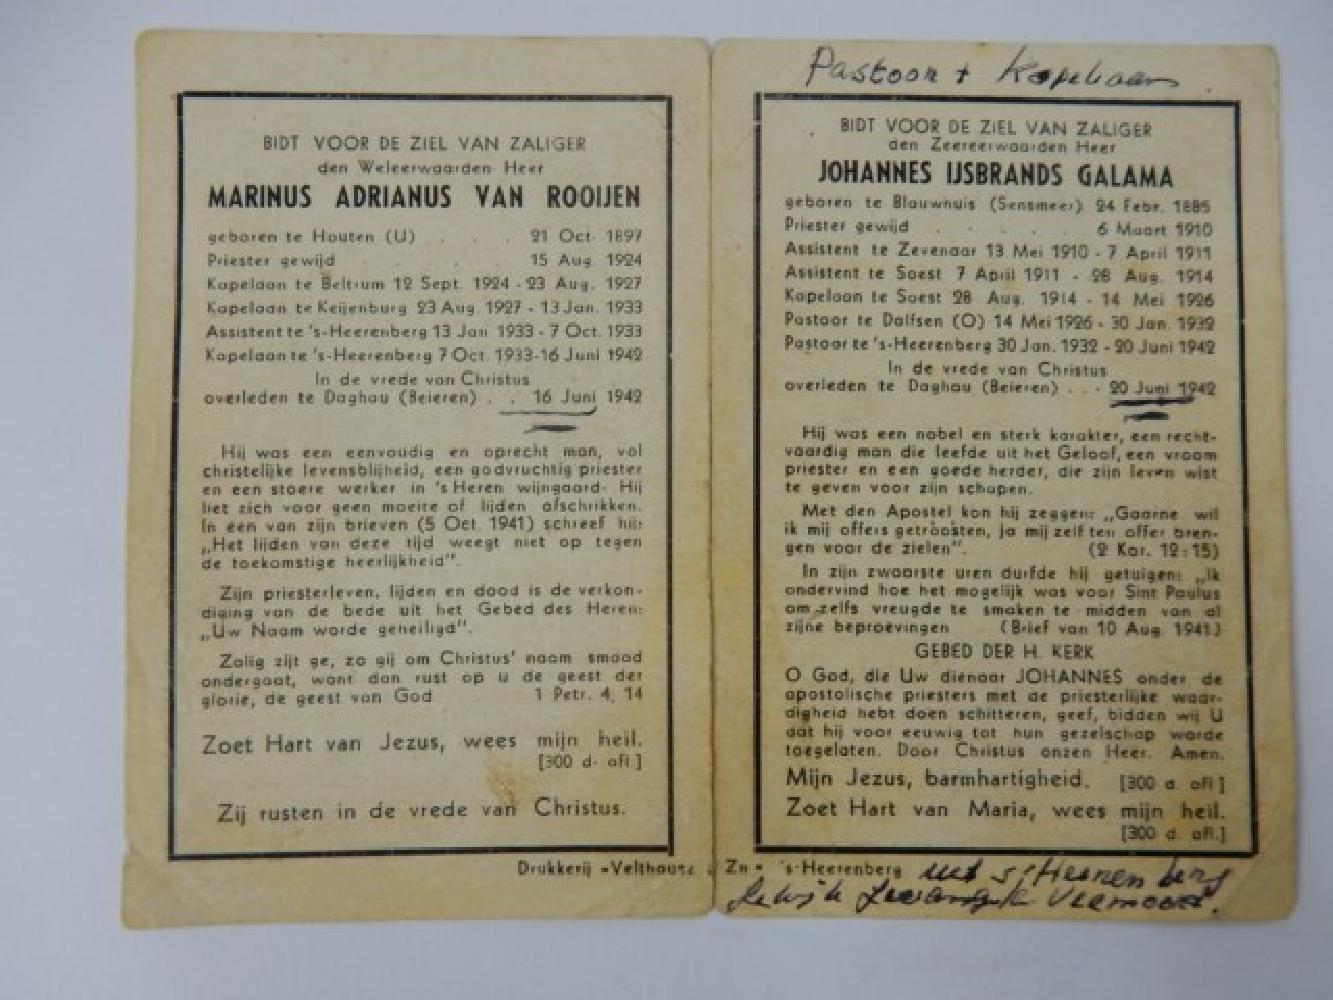 BIDT VOOR DE ZIEL VAN ZALIGER
den Weleerwaarden Heer
MARINUS ADRIANUS VAN ROOIJEN
geboren te Houten (U) . . . 21 Oct. 1897
Priester gewijd . . . . 15 Aug. 1924
Kapelaan te Beltrum 12 Sept. 1924 - 23 Aug. 1927
Kapelaan te Keijenburg 23 Aug. 1927 - 13 Jan. 1933
Assistent te 's-Heerenberg 13 Jan 1933 - 7 Oct. 1933
Kapelaan te 's-Heerenberg 7 Oct. 1933-16 Juni 1942
In de vrede van Christus
overleden te Daghau (Beieren) . . 16 Juni 1942
Hij was een eenvoudig en oprecht man, vol
christelijke levensblijheid, een godvruchtig priester
en een stoere werker in 's Heren wijngaard. Hij
liet zich voor geen moeite of lijden afschrikken.
In een van zijn brieven (5 Oct. 1941) schreef hij:
„Het lijden van deze tijd weegt niet op tegen
de toekomstige heerlijkheid".
Zijn priesterleven, lijden en dood is de verkon-
diging van de bede uit het Gebed des Heren:
„Uw Naam worde geheiligd".
Zalig zijt ge, zo gij om Christus' naam smaad
ondergaat, want dan rust op u de geest der
glorie, de geest van God 1 Petr. 4, 14
Zoet Hart van Jezus, wees mijn heil.
[300 d. afl.]
Zij rusten in de vrede van Christus.
Pastoor + Kapelaan
BIDT VOOR DE ZIEL VAN ZALIGER
den Zeereerwaarden Heer
JOHANNES IJSBRANDS GALAMA
geboren te Blauwhuis (Sensmeer) 24 Febr. 1885
Priester gewijd . . . . . 6 Maart 1910
Assistent te Zevenaar 13 Mei 1910 - 7 April 1911
Assistent te Soest 7 April 1911 - 28 Aug. 1914
Kapelaan te Soest 28 Aug. 1914 - 14 Mei 1926
Pastoor te Dalfsen (O) 14 Mei 1926 - 30 Jan. 1932
Pastoor te 's-Heerenberg 30 Jan. 1932 - 20 Juni 1942
In de vrede van Christus
overleden te Daghau (Beieren) . . . 20 Juni 1942
Hij was een nobel en sterk karakter, een recht-
vaardig man die leefde uit het Geloof, een vroom
priester en een goede herder, die zijn leven wist
te geven voor zijn schapen.
Met den Apostel kon hij zeggen: „Gaarne wil
ik mij offers getroosten, ja mij zelf ten offer bren-
gen voor de zielen". (2 Kor. 12:15)
In zijn zwaarste uren durfde hij getuigen: „Ik
ondervind hoe het mogelijk was voor Sint Paulus
om zelfs vreugde te smaken te midden van al
zijne beproevingen (Brief van 10 Aug. 1941)
GEBED DER H. KERK
O God, die Uw dienaar JOHANNES onder de
apostolische priesters met de priesterlijke waar-
digheid hebt doen schitteren, geef, bidden wij U
dat hij voor eeuwig tot hun gezelschap worde
toegelaten. Door Christus onzen Heer. Amen.
Mijn Jezus, barmhartigheid. [300 d. afl.]
Zoet Hart van Maria, wees mijn heil.
[300 d. afl.]
Drukkerij Velthouse Zn - 's-Heerenberg
uit s'Heerenberg